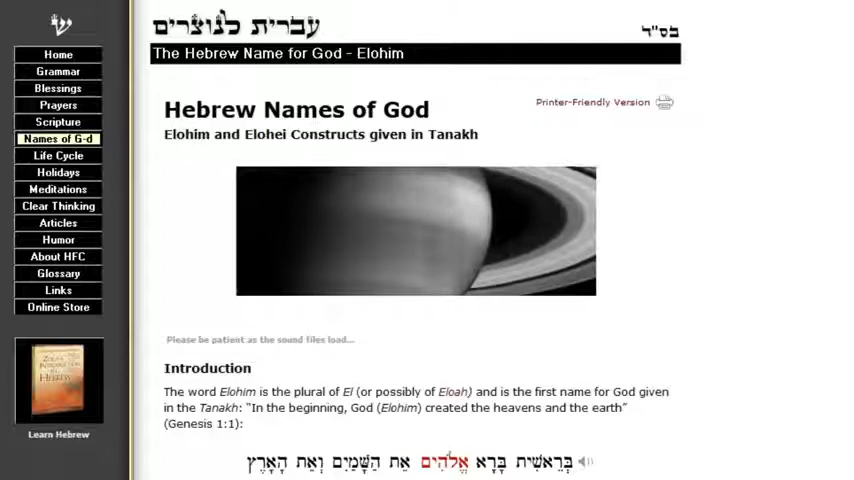 ש
Home
Grammar
Blessings
Prayers
Scripture
Names of G-d
Life Cycle
Holidays
Meditations
Clear Thinking
Articles
Humor
About HFC
Glossary
Links
Online Store
Learn Hebrew
עברית לנוצרים
בס"ד
The Hebrew Name for God - Elohim
Hebrew Names of God
Printer-Friendly Version
Elohim and Elohei Constructs given in Tanakh
Please be patient as the sound files load...
Introduction
The word Elohim is the plural of El (or possibly of Eloah) and is the first name for God given
in the Tanakh: "In the beginning, God (Elohim) created the heavens and the earth"
(Genesis 1:1):
בְּרֵאשִׁית בָּרָא אֱלֹהִים אֵת הַשָּׁמַיִם וְאֵת הָאָרֶץ